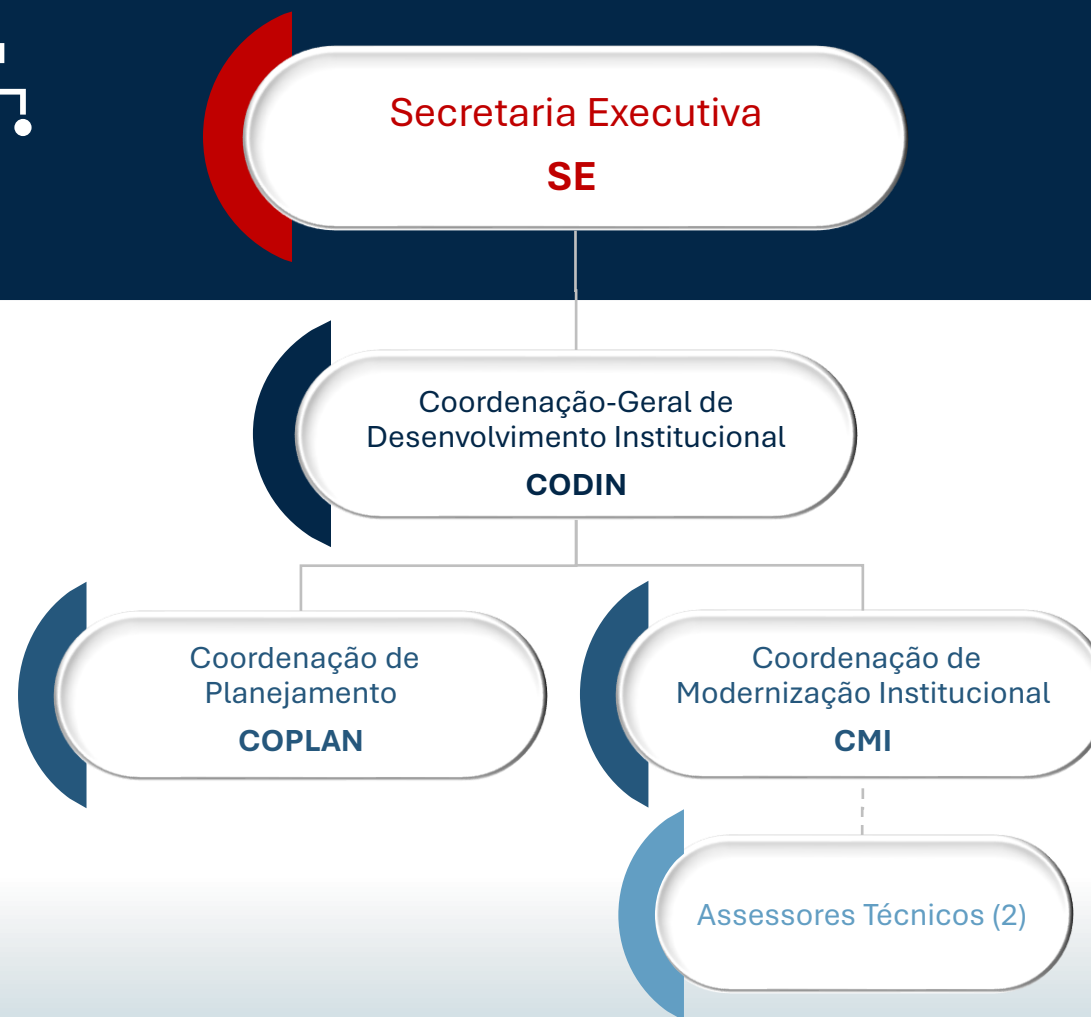 Secretaria Executiva
SE
Coordenação-Geral de
Desenvolvimento Institucional
CODIN
Coordenação de
Planejamento
COPLAN
Coordenação de
Modernização Institucional
CMI
Assessores Técnicos (2)